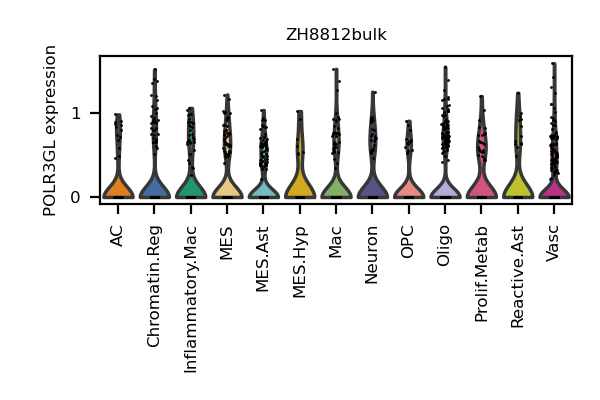 ZH8812bulk
POLR3GL expression
1
0
AC
Chromatin.Reg
Inflammatory.Mac
MES
MES.Ast
MES.Hyp
Mac
Neuron
OPC
Oligo
Prolif.Metab
Reactive.Ast
Vasc